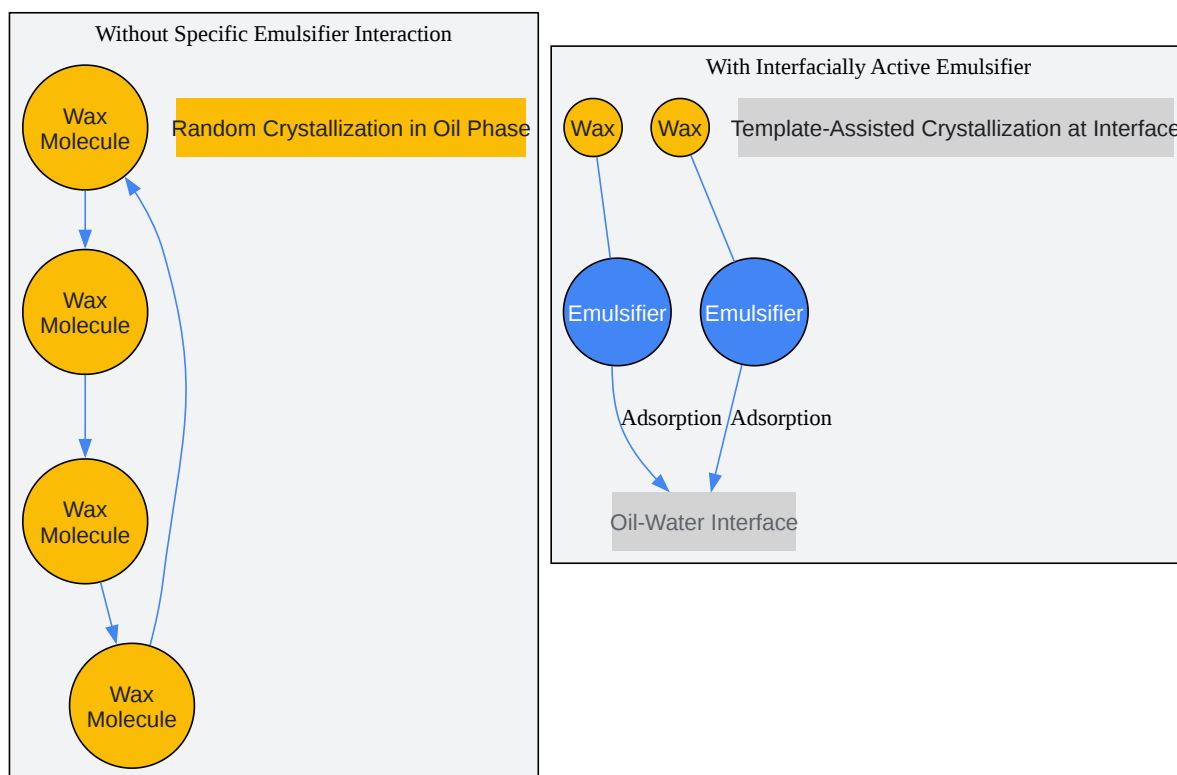 Without Specific Emulsifier Interaction
Wax
Molecule
Random Crystallization in Oil Phase
Wax
Molecule
Wax
Molecule
Wax
Molecule
With Interfacially Active Emulsifier
Wax
Wax
Template-Assisted Crystallization at Interface
Emulsifier
Emulsifier
Adsorption
Adsorption
Oil-Water Interface